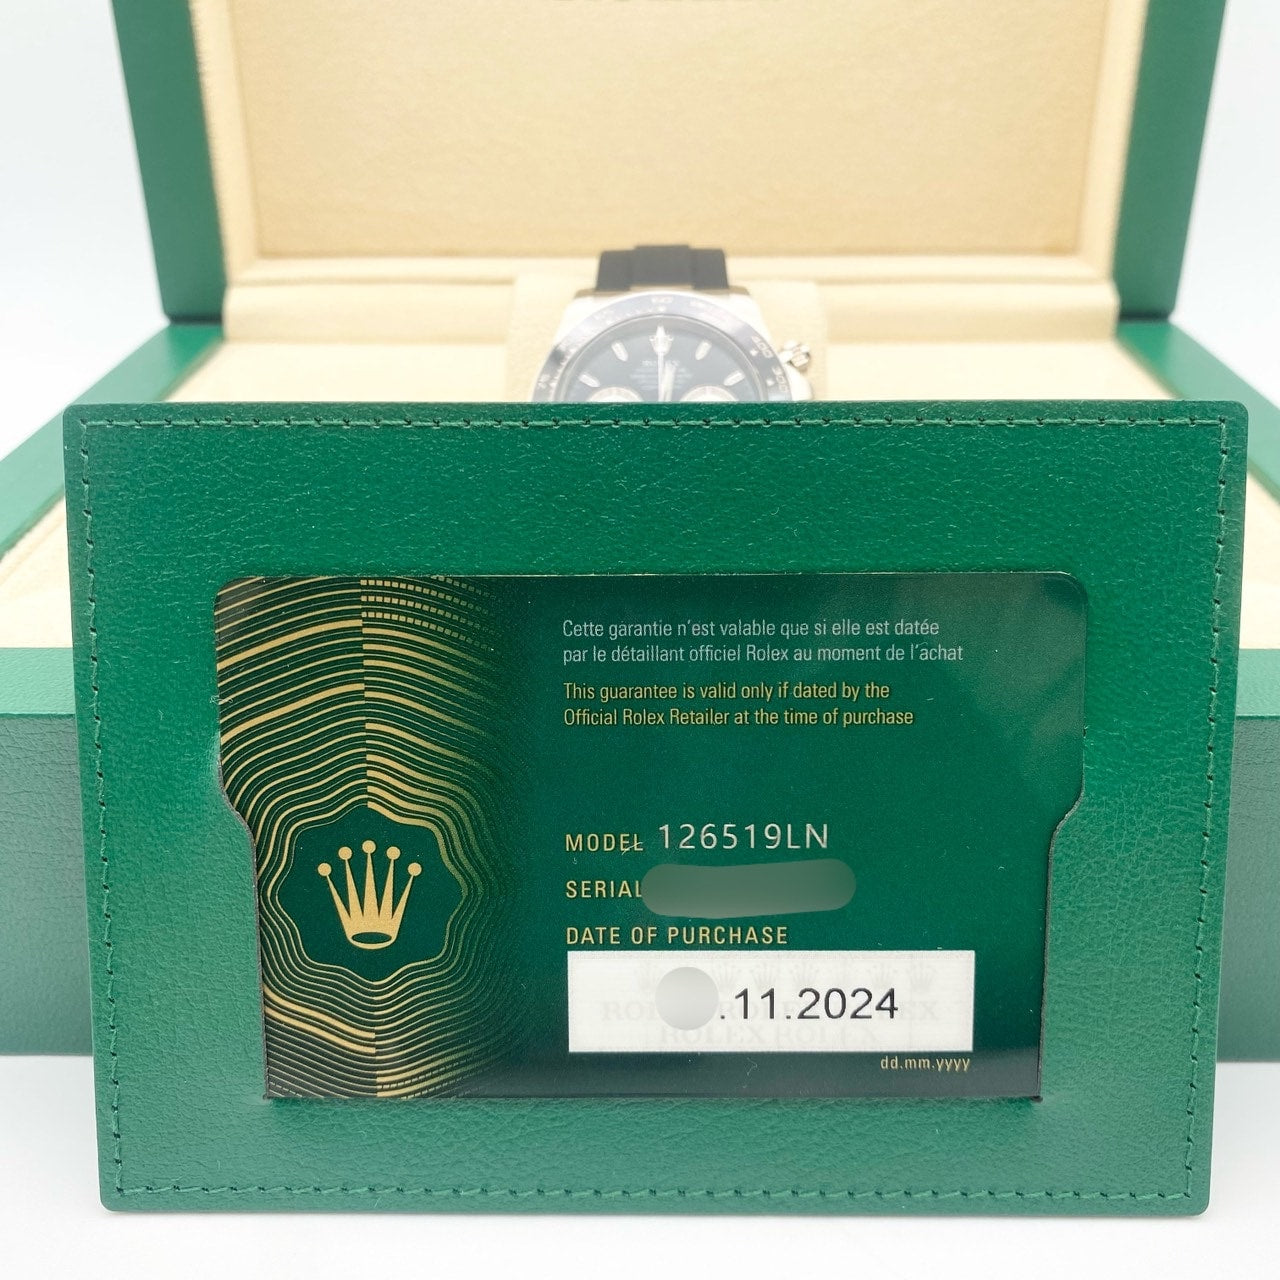 Cette garantie n'est valable que si elle est datée
par le détaillant officiel Rolex au moment de l'achat
This guarantee is valid only if dated by the
Official Rolex Retailer at the time of purchase
MODEL 126519LN
SERIAL
DATE OF PURCHASE
.11.2024
dd.mm.yyyy